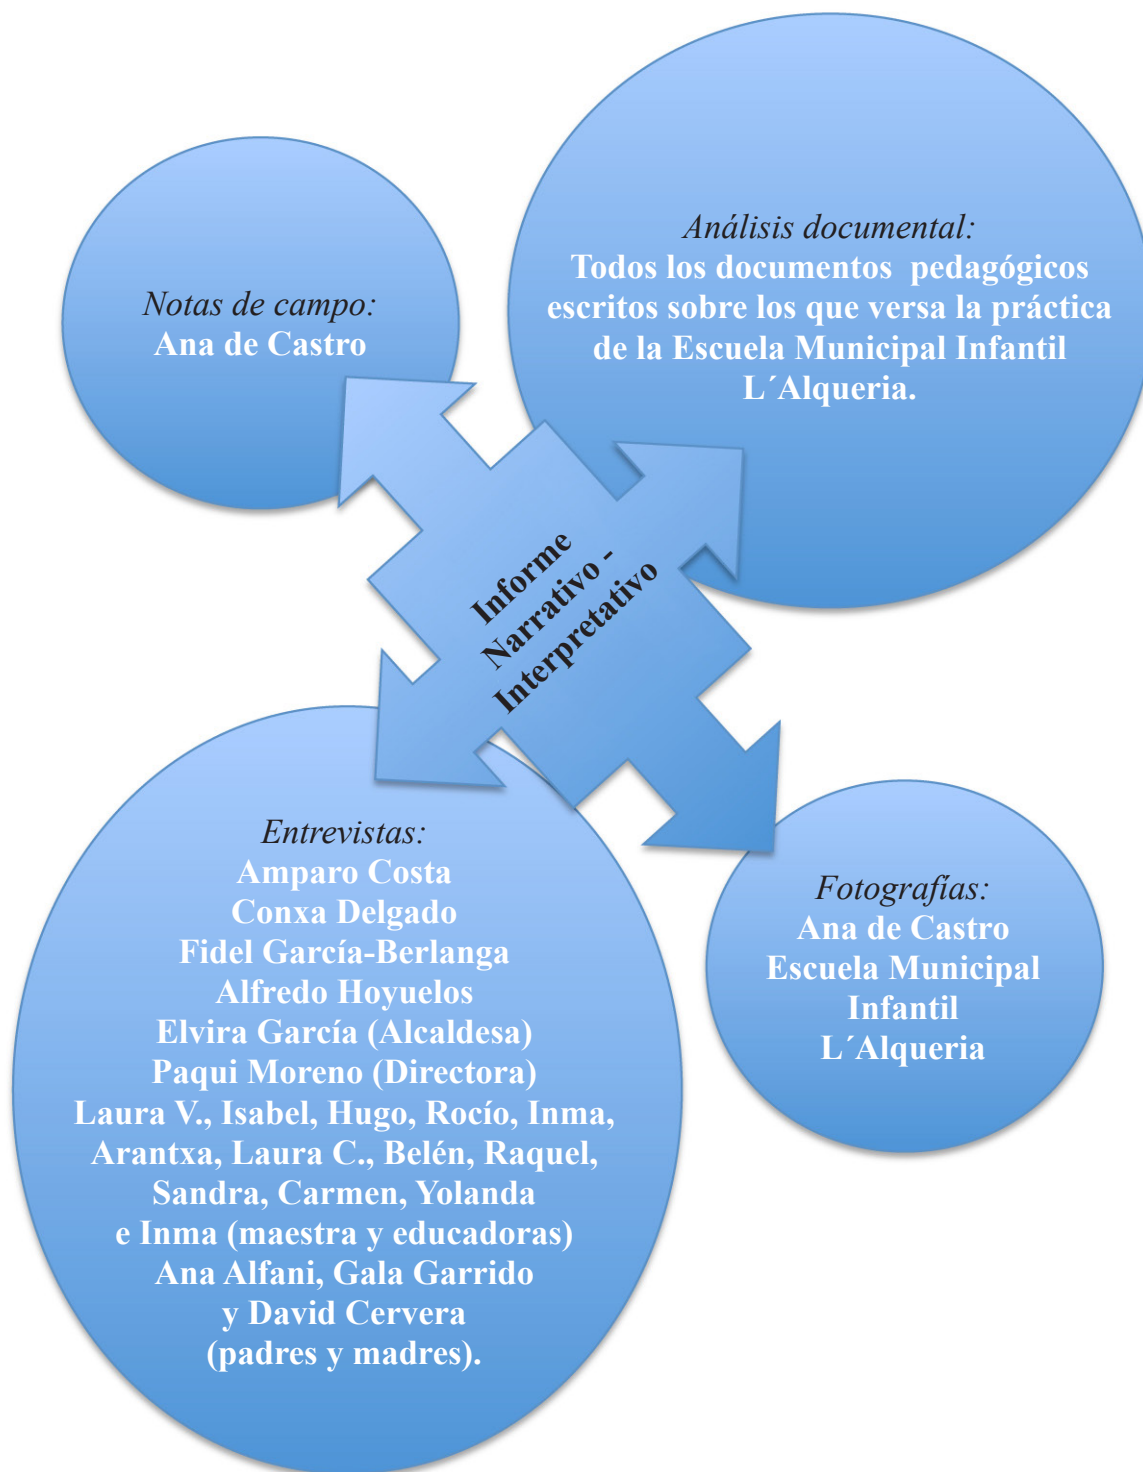 Notas de campo:
Ana de Castro
Análisis documental:
Todos los documentos  pedagógicos
escritos sobre los que versa la práctica
de la Escuela Municipal Infantil
L´Alqueria.
Informe
Narrativo -
Interpretativo
Entrevistas:
Amparo Costa
Conxa Delgado
Fidel García-Berlanga
Alfredo Hoyuelos
Elvira García (Alcaldesa)
Paqui Moreno (Directora)
Laura V., Isabel, Hugo, Rocío, Inma,
Arantxa, Laura C., Belén, Raquel,
Sandra, Carmen, Yolanda
e Inma (maestra y educadoras)
Ana Alfani, Gala Garrido
y David Cervera
(padres y madres).
Fotografías:
Ana de Castro
Escuela Municipal
Infantil
L´Alqueria